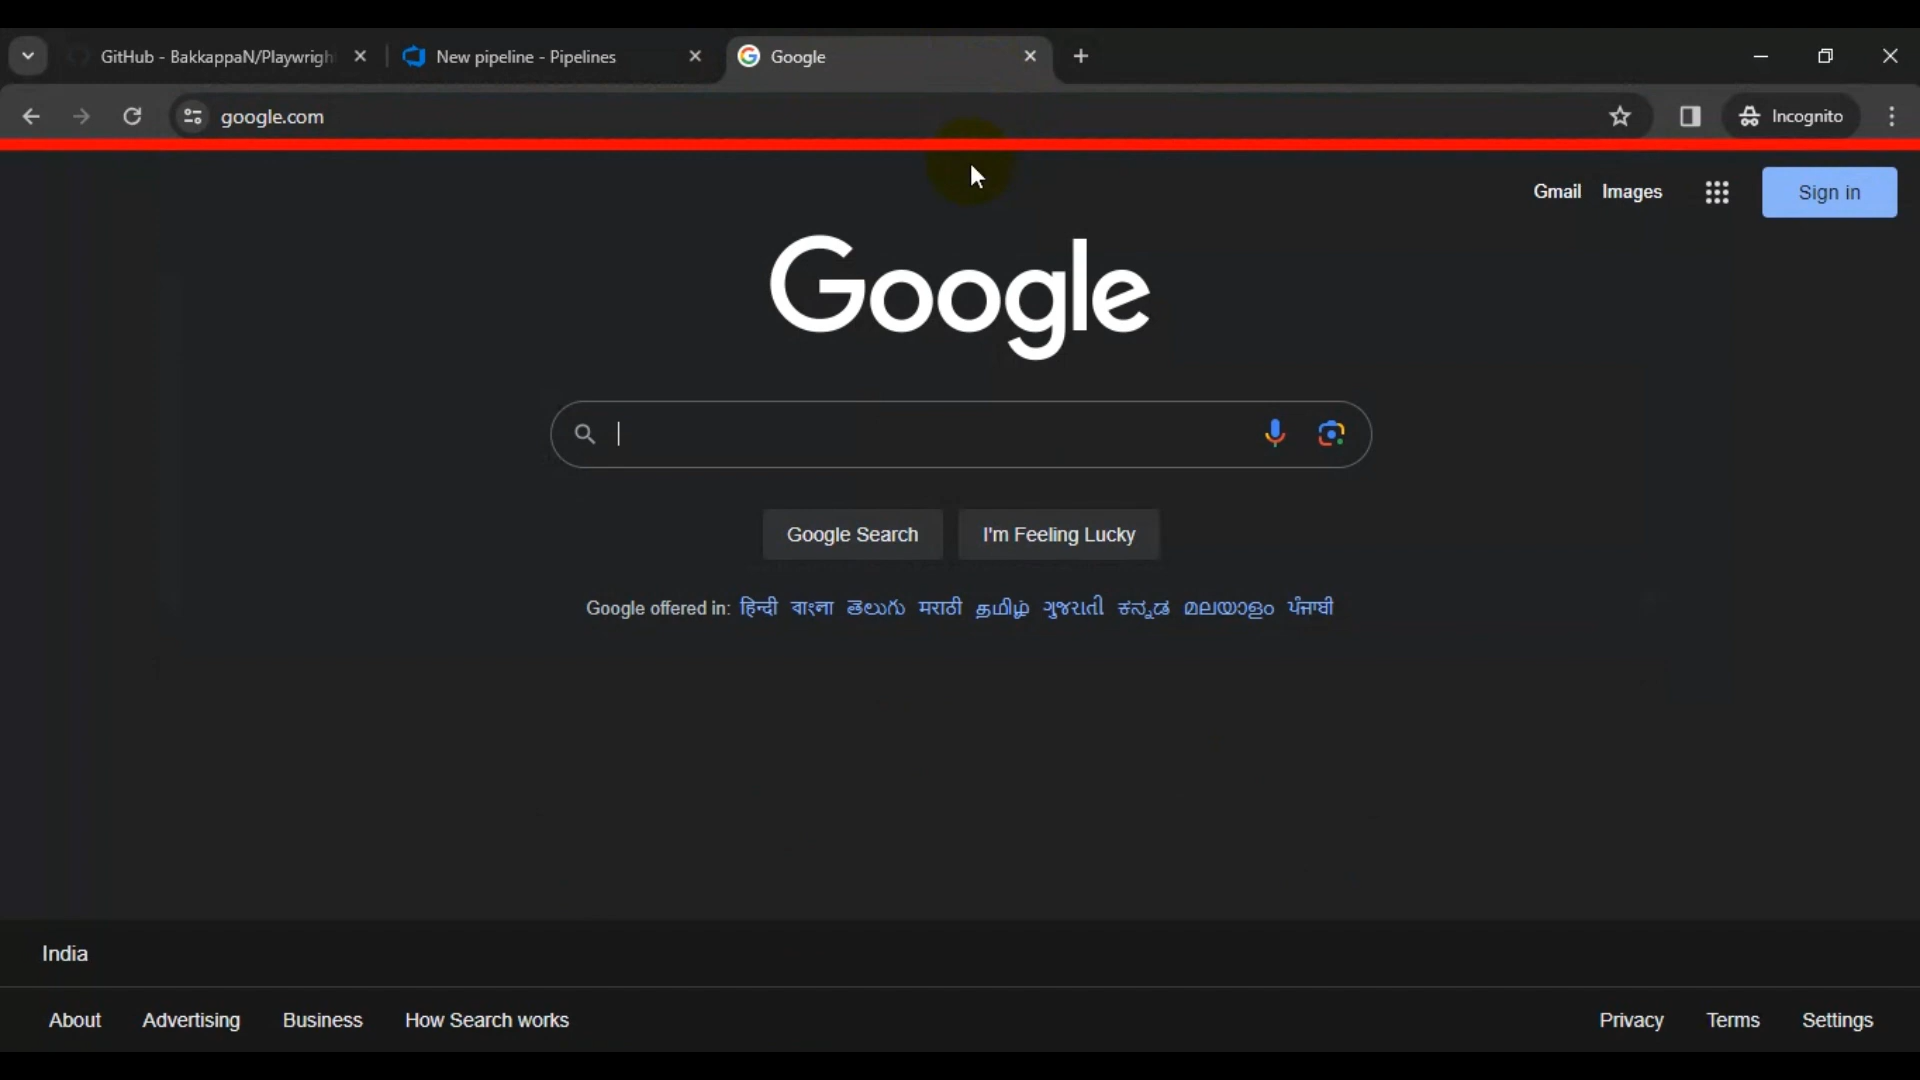 GitHub - BakkappaN/Playwrigh
New pipeline - Pipelines
Google
google.com
Incognito
Gmail Images Sign in
Google
Google Search I'm Feeling Lucky
Google offered in: हिन्दी বাংলা తెలుగు मराठी தமிழ் ગુજરાતી ಕನ್ನಡ മലയാളം ਪੰਜਾਬੀ
India
About Advertising Business How Search works Privacy Terms Settings